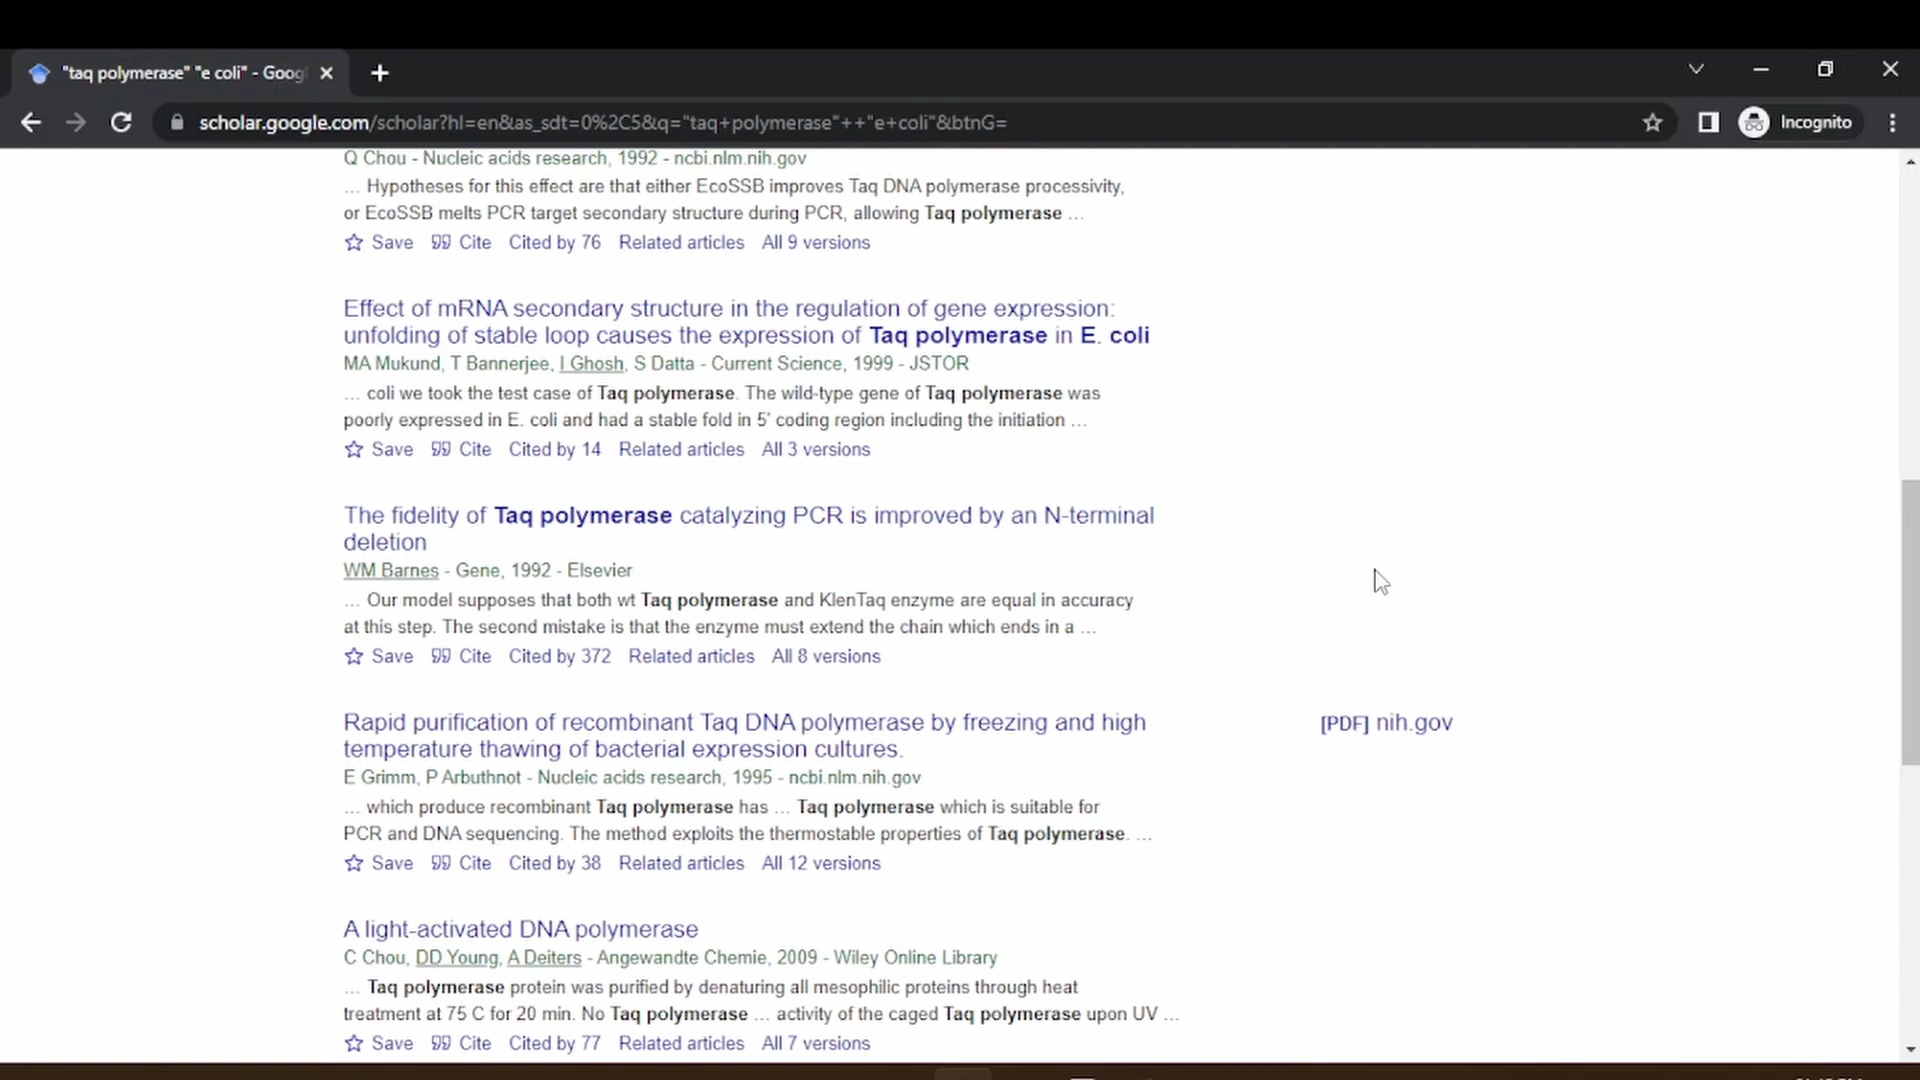 "taq polymerase" "e coli" - Goog
scholar.google.com/scholar?hl=en&as_sdt=0%2C5&q="taq+polymerase"++"e+coli"&btnG=
Incognito
Q Chou - Nucleic acids research, 1992 - ncbi.nlm.nih.gov
... Hypotheses for this effect are that either EcoSSB improves Taq DNA polymerase processivity,
or EcoSSB melts PCR target secondary structure during PCR, allowing Taq polymerase ...
Save Cite Cited by 76 Related articles All 9 versions
Effect of mRNA secondary structure in the regulation of gene expression:
unfolding of stable loop causes the expression of Taq polymerase in E. coli
MA Mukund, T Bannerjee, I Ghosh, S Datta - Current Science, 1999 - JSTOR
... coli we took the test case of Taq polymerase. The wild-type gene of Taq polymerase was
poorly expressed in E. coli and had a stable fold in 5' coding region including the initiation ...
Save Cite Cited by 14 Related articles All 3 versions
The fidelity of Taq polymerase catalyzing PCR is improved by an N-terminal
deletion
WM Barnes - Gene, 1992 - Elsevier
... Our model supposes that both wt Taq polymerase and KlenTaq enzyme are equal in accuracy
at this step. The second mistake is that the enzyme must extend the chain which ends in a ...
Save Cite Cited by 372 Related articles All 8 versions
Rapid purification of recombinant Taq DNA polymerase by freezing and high
temperature thawing of bacterial expression cultures.
[PDF] nih.gov
E Grimm, P Arbuthnot - Nucleic acids research, 1995 - ncbi.nlm.nih.gov
... which produce recombinant Taq polymerase has ... Taq polymerase which is suitable for
PCR and DNA sequencing. The method exploits the thermostable properties of Taq polymerase. ...
Save Cite Cited by 38 Related articles All 12 versions
A light-activated DNA polymerase
C Chou, DD Young, A Deiters - Angewandte Chemie, 2009 - Wiley Online Library
... Taq polymerase protein was purified by denaturing all mesophilic proteins through heat
treatment at 75 C for 20 min. No Taq polymerase ... activity of the caged Taq polymerase upon UV ...
Save Cite Cited by 77 Related articles All 7 versions